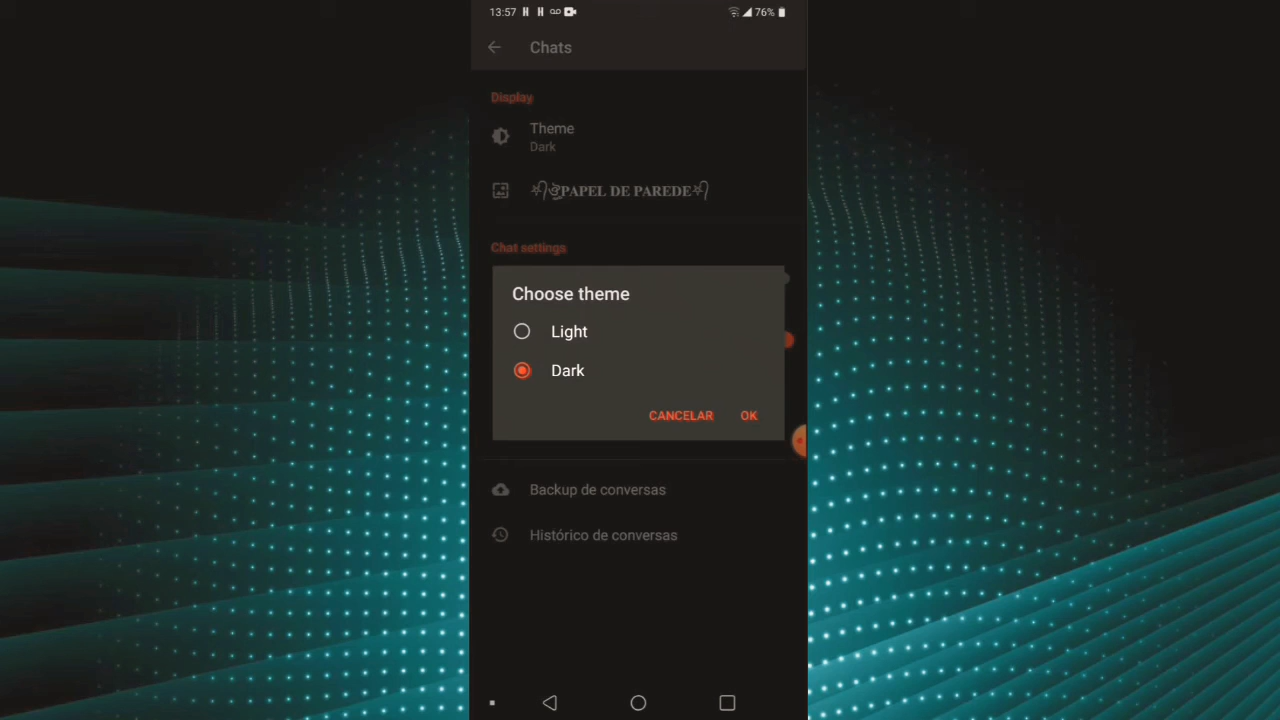 13:57 76%
Chats
Display
Theme
Dark
PAPEL DE PAREDE
Chat settings
Choose theme
Light
Dark
CANCELAR OK
Backup de conversas
Histórico de conversas